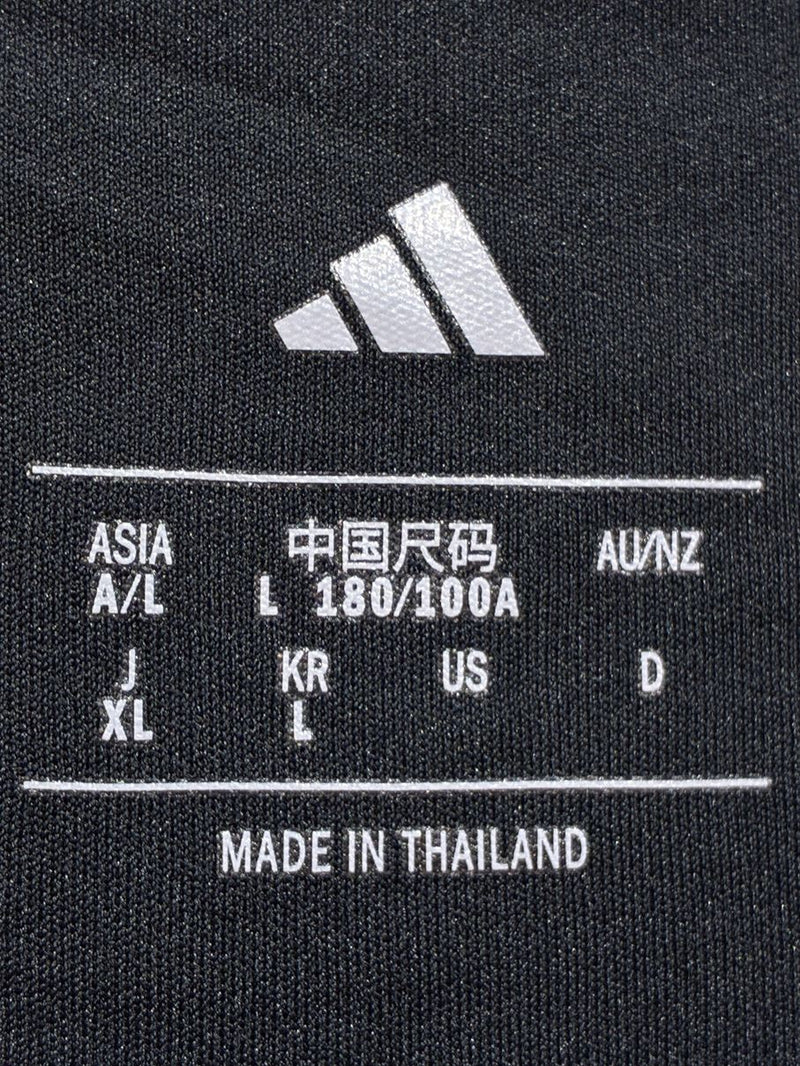 ASIA 中国尺码 AU/NZ
A/L L 180/100A
J KR US D
XL L
MADE IN THAILAND